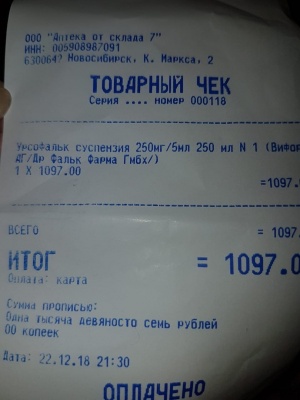 ООО "Аптека от склада 7"
ИНН: 005908987091
630064? Новосибирск, К. Маркса, 2
ТОВАРНЫЙ ЧЕК
Серия .... номер 000118
Урсофальк суспензия 250мг/5мл 250 мл N 1 (Вифор
АГ/Др Фальк Фарма Гмбх/)
1 X 1097.00
=1097.
ВСЕГО = 1097.
ИТОГ = 1097.0
Оплата: карта
Сумма прописью:
Одна тысяча девяносто семь рублей
00 копеек
Дата: 22.12.18 21:30
ОПЛАЧЕНО